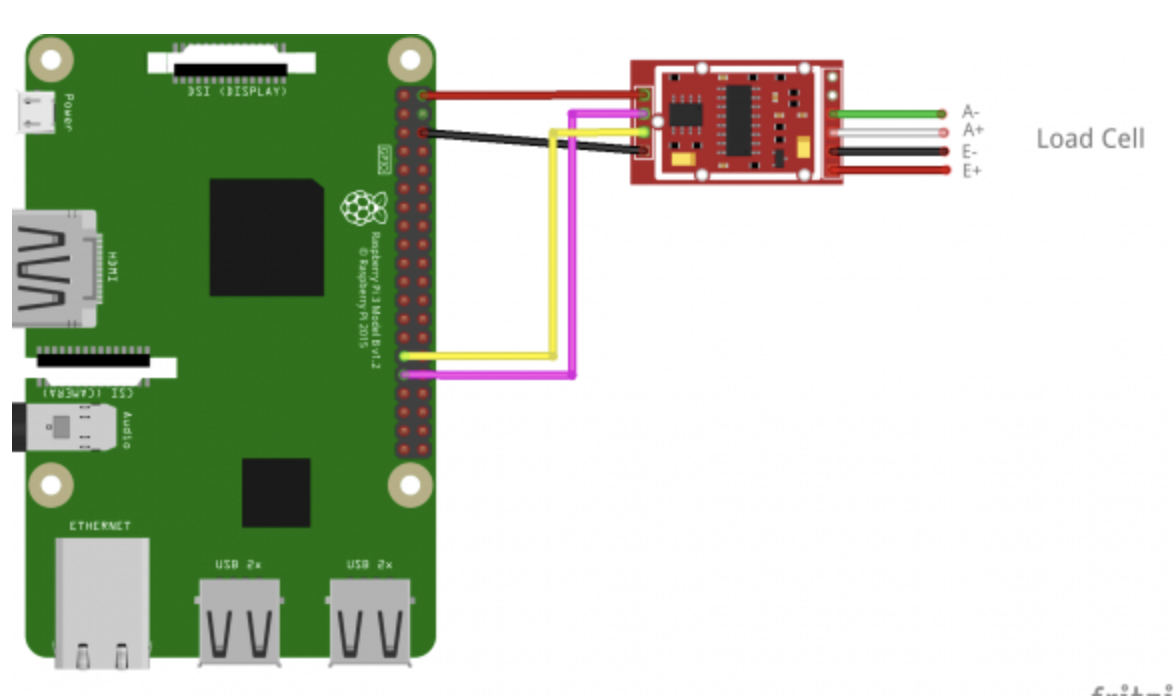 DSI (DISPLAY)
Power
A-
A+
E-
E+
Load Cell
GPIO
Raspberry Pi 3 Model B v1.2
© Raspberry Pi 2015
HDMI
CSI (CAMERA)
Audio
ETHERNET
USB 2x
USB 2x